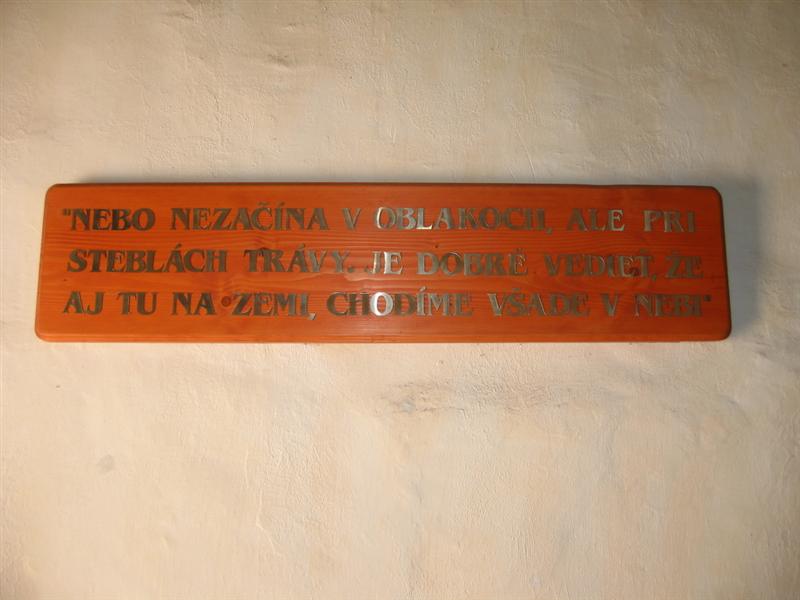 "NEBO NEZAČÍNA V OBLAKOCH, ALE PRI
STEBLÁCH TRÁVY. JE DOBRÉ VEDIEŤ, ŽE
AJ TU NA ZEMI, CHODÍME VŠADE V NEBI"